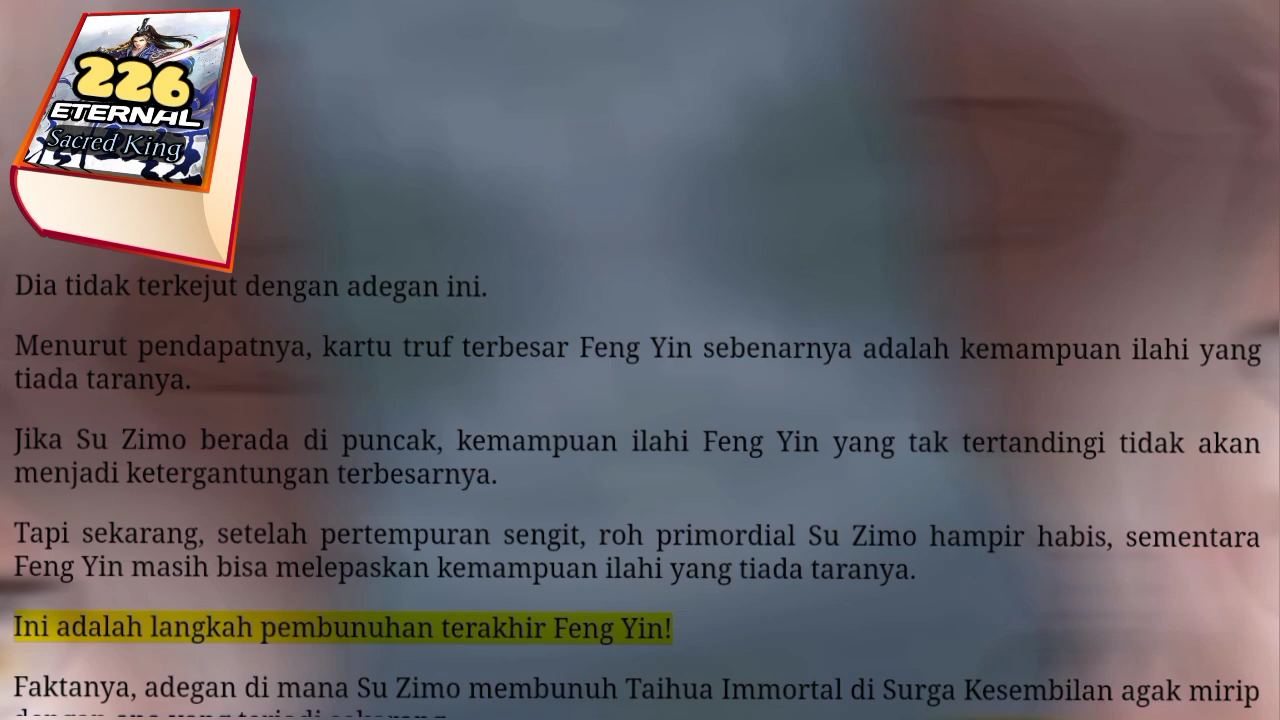 226
ETERNAL
Sacred King
Dia tidak terkejut dengan adegan ini.
Menurut pendapatnya, kartu truf terbesar Feng Yin sebenarnya adalah kemampuan ilahi yang
tiada taranya.
Jika Su Zimo berada di puncak, kemampuan ilahi Feng Yin yang tak tertandingi tidak akan
menjadi ketergantungan terbesarnya.
Tapi sekarang, setelah pertempuran sengit, roh primordial Su Zimo hampir habis, sementara
Feng Yin masih bisa melepaskan kemampuan ilahi yang tiada taranya.
Ini adalah langkah pembunuhan terakhir Feng Yin!
Faktanya, adegan di mana Su Zimo membunuh Taihua Immortal di Surga Kesembilan agak mirip